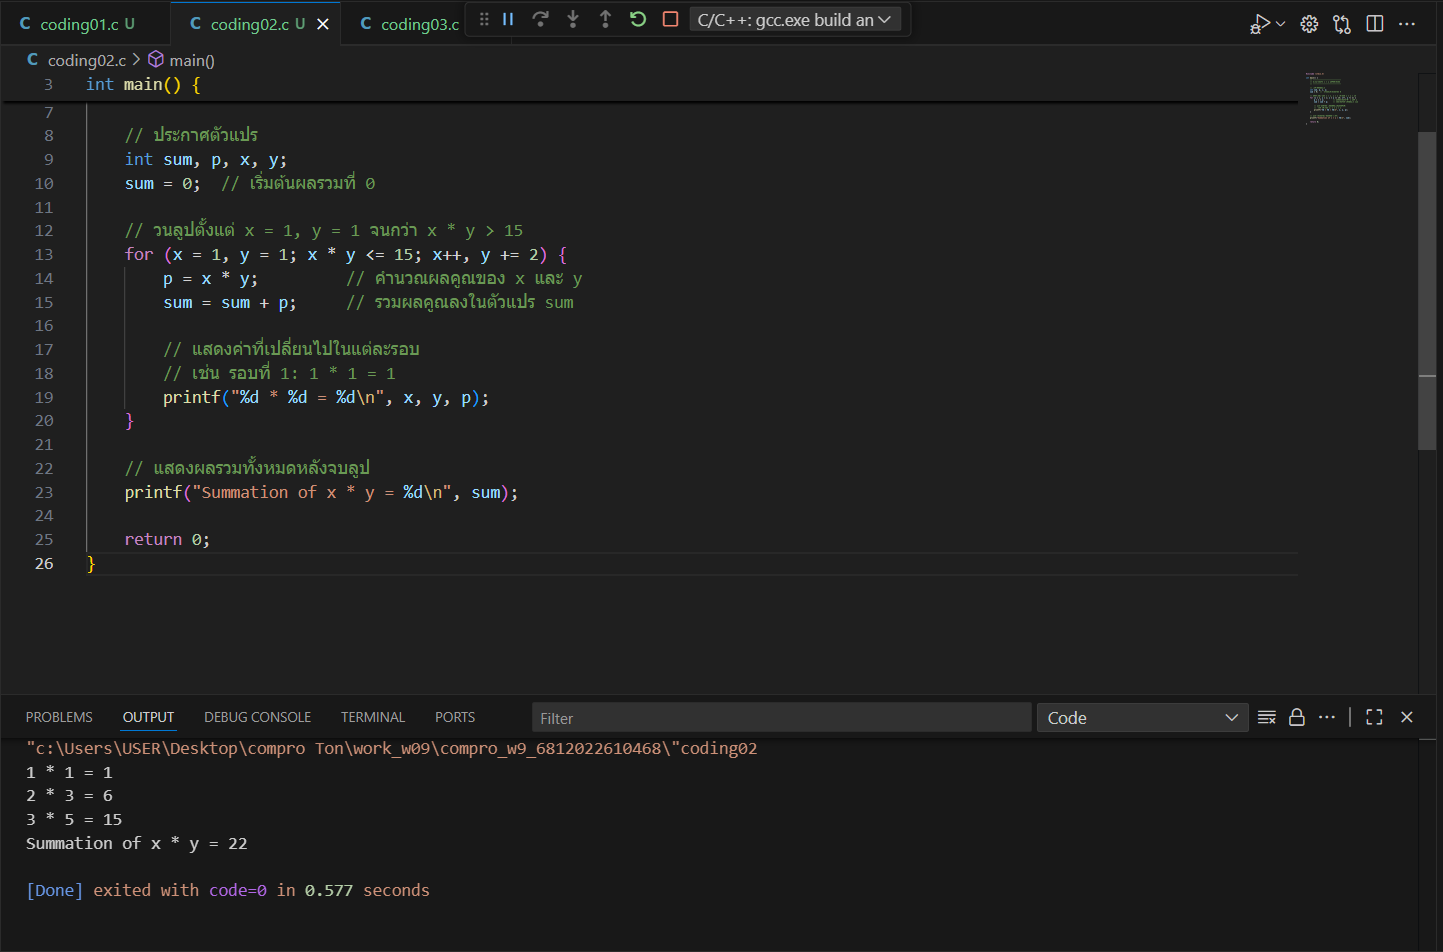 C coding01.c U
C coding02.c U
C coding03.c
C/C++: gcc.exe build an
C coding02.c > main()
3 int main() {
7
8 // ประกาศตัวแปร
9 int sum, p, x, y;
10 sum = 0; // เริ่มต้นผลรวมที่ 0
11
12 // วนลูปตั้งแต่ x = 1, y = 1 จนกว่า x * y > 15
13 for (x = 1, y = 1; x * y <= 15; x++, y += 2) {
14 p = x * y; // คำนวณผลคูณของ x และ y
15 sum = sum + p; // รวมผลคูณลงในตัวแปร sum
16
17 // แสดงค่าที่เปลี่ยนไปในแต่ละรอบ
18 // เช่น รอบที่ 1: 1 * 1 = 1
19 printf("%d * %d = %d\n", x, y, p);
20 }
21
22 // แสดงผลรวมทั้งหมดหลังจบลูป
23 printf("Summation of x * y = %d\n", sum);
24
25 return 0;
26 }
PROBLEMS OUTPUT DEBUG CONSOLE TERMINAL PORTS Filter Code
"c:\Users\USER\Desktop\compro Ton\work_w09\compro_w9_6812022610468\"coding02
1 * 1 = 1
2 * 3 = 6
3 * 5 = 15
Summation of x * y = 22
[Done] exited with code=0 in 0.577 seconds